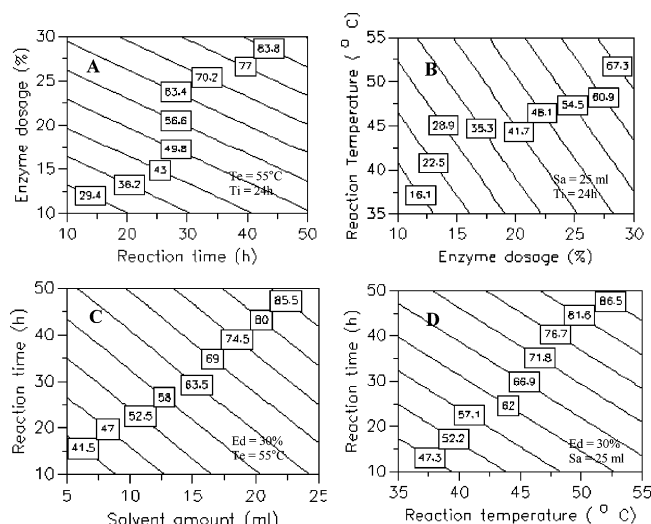 A
Enzyme dosage (%)
30
25
20
15
10
83.8
77
70.2
63.4
56.6
49.8
43
36.2
29.4
Te = 55°C
Ti = 24h
10 20 30 40 50
Reaction time (h)
B
Reaction Temperature ( ° C)
55
50
45
40
35
67.3
60.9
54.5
48.1
41.7
35.3
28.9
22.5
16.1
Sa = 25 ml
Ti = 24h
10 15 20 25 30
Enzyme dosage (%)
C
Reaction time (h)
50
40
30
20
10
85.5
80
74.5
69
63.5
58
52.5
47
41.5
Ed = 30%
Te = 55°C
5 10 15 20 25
Solvent amount (ml)
D
Reaction time (h)
50
40
30
20
10
86.5
81.6
76.7
71.8
66.9
62
57.1
52.2
47.3
Ed = 30%
Sa = 25 ml
35 40 45 50 55
Reaction temperature ( ° C)